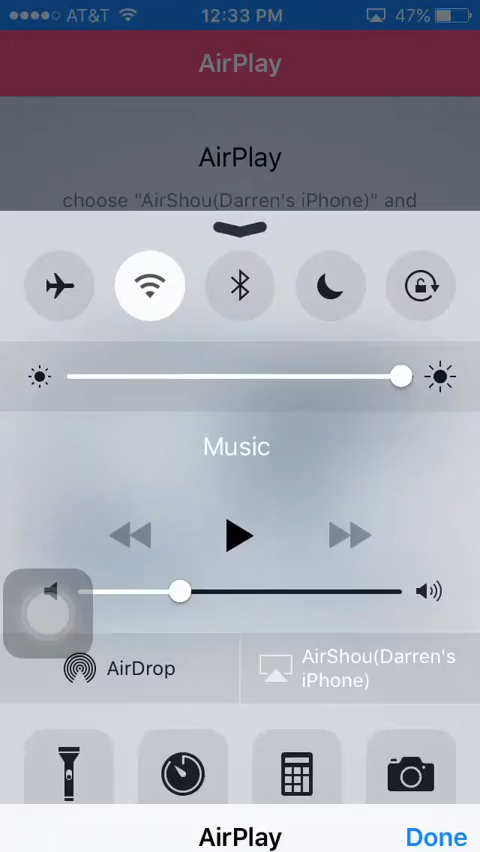 AT&T 12:33 PM 47%
AirPlay
AirPlay
choose "AirShou(Darren's iPhone)" and
Music
AirDrop
AirShou(Darren's
iPhone)
AirPlay Done